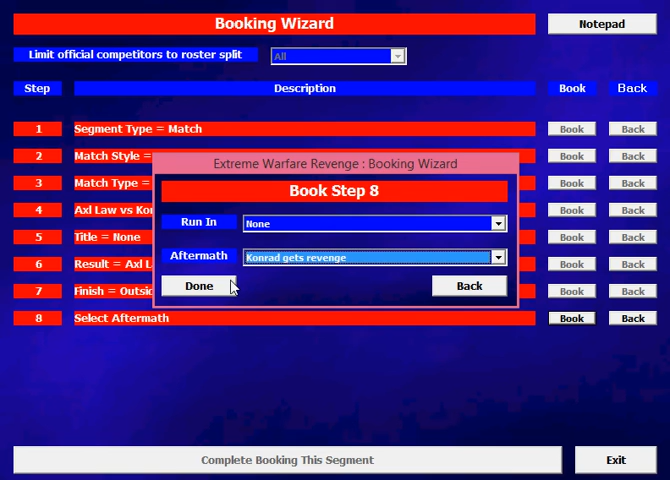 Booking Wizard
Notepad
Limit official competitors to roster split
All
Step
Description
Book
Back
1
Segment Type = Match
Book
Back
2
Match Style =
Book
Back
3
Match Type =
Book
Back
4
Axl Law vs Kon
Book
Back
5
Title = None
Book
Back
6
Result = Axl L
Book
Back
7
Finish = Outsid
Book
Back
8
Select Aftermath
Book
Back
Extreme Warfare Revenge : Booking Wizard
Book Step 8
Run In
None
Aftermath
Konrad gets revenge
Done
Back
Complete Booking This Segment
Exit